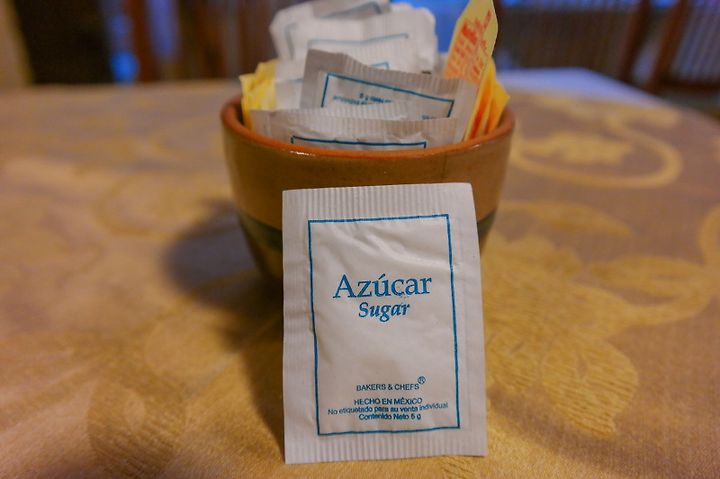 Azúcar
Sugar
BAKERS & CHEFS®
HECHO EN MÉXICO
No etiquetado para su venta individual
Contenido Neto 5 g